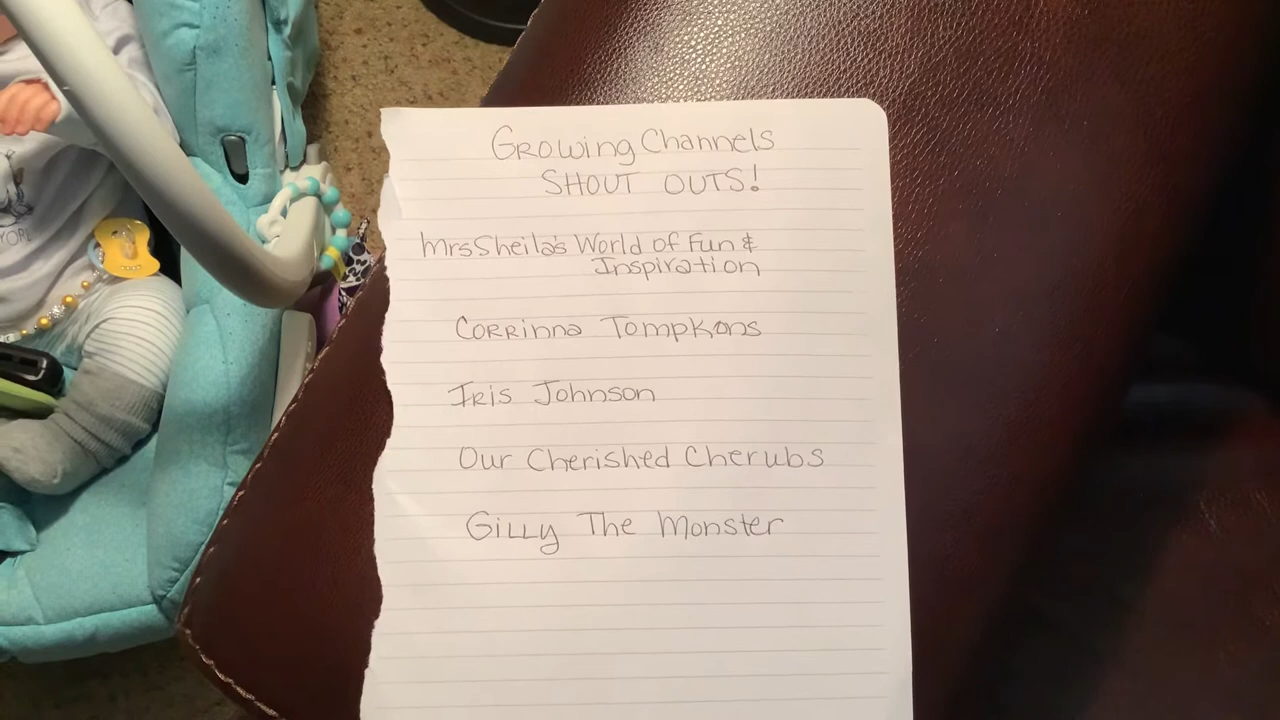 Growing Channels
SHOUT OUTS!
MrsSheila's World of Fun &
Inspiration
Corrinna Tompkons
Iris Johnson
Our Cherished Cherubs
Gilly The Monster